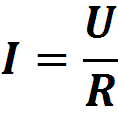 I = U/R